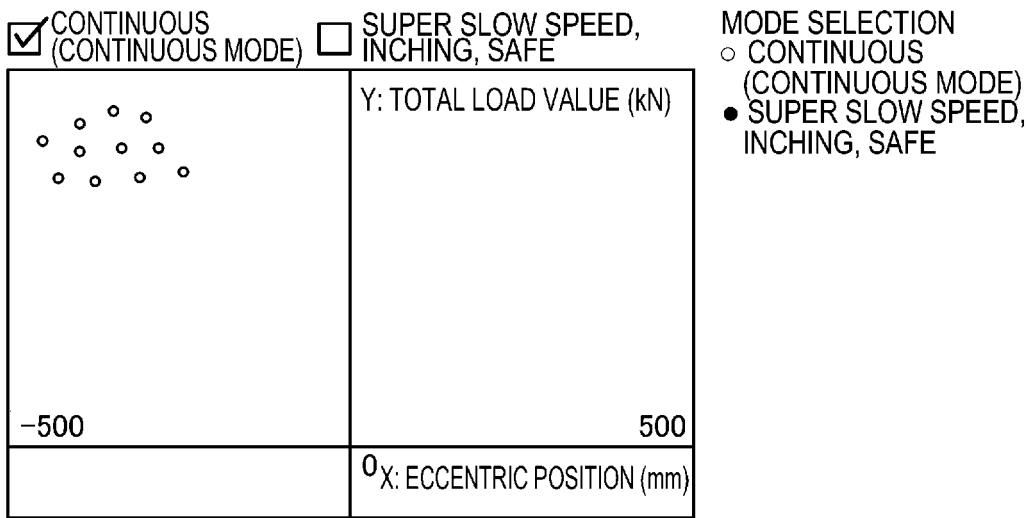 CONTINUOUS
(CONTINUOUS MODE)
SUPER SLOW SPEED,
INCHING, SAFE
MODE SELECTION
○ CONTINUOUS
(CONTINUOUS MODE)
● SUPER SLOW SPEED,
INCHING, SAFE
Y: TOTAL LOAD VALUE (kN)
-500
500
0
X: ECCENTRIC POSITION (mm)